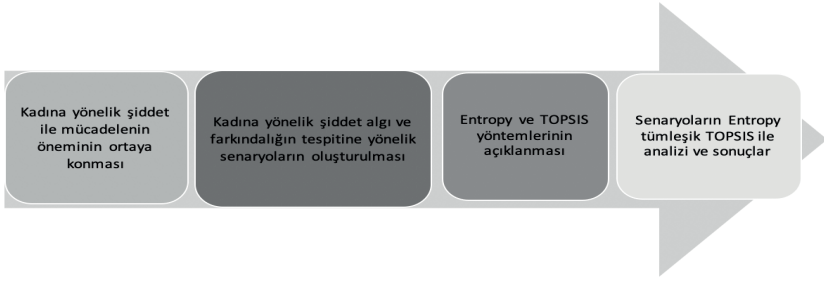 Kadına yönelik şiddet
ile mücadelenin
öneminin ortaya
konması
Kadına yönelik şiddet algı ve
farkındalığın tespitine yönelik
senaryoların oluşturulması
Entropy ve TOPSIS
yöntemlerinin
açıklanması
Senaryoların Entropy
tümleşik TOPSIS ile
analizi ve sonuçlar